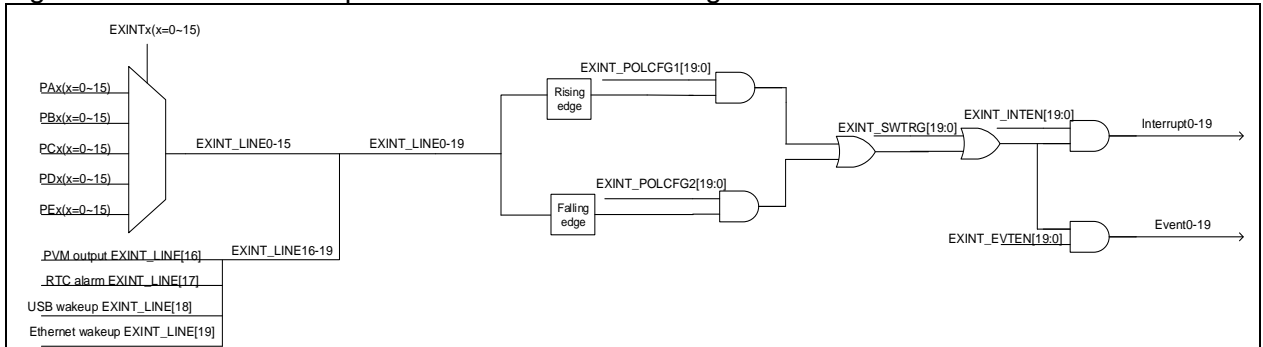 EXINTx(x=0~15)
PAx(x=0~15)
PBx(x=0~15)
PCx(x=0~15)
PDx(x=0~15)
PEx(x=0~15)
EXINT_LINE0-15
EXINT_LINE0-19
PVM output EXINT_LINE[16]
EXINT_LINE16-19
RTC alarm EXINT_LINE[17]
USB wakeup EXINT_LINE[18]
Ethernet wakeup EXINT_LINE[19]
Rising
edge
EXINT_POLCFG1[19:0]
Falling
edge
EXINT_POLCFG2[19:0]
EXINT_SWTRG[19:0]
EXINT_INTEN[19:0]
Interrupt0-19
EXINT_EVTEN[19:0]
Event0-19